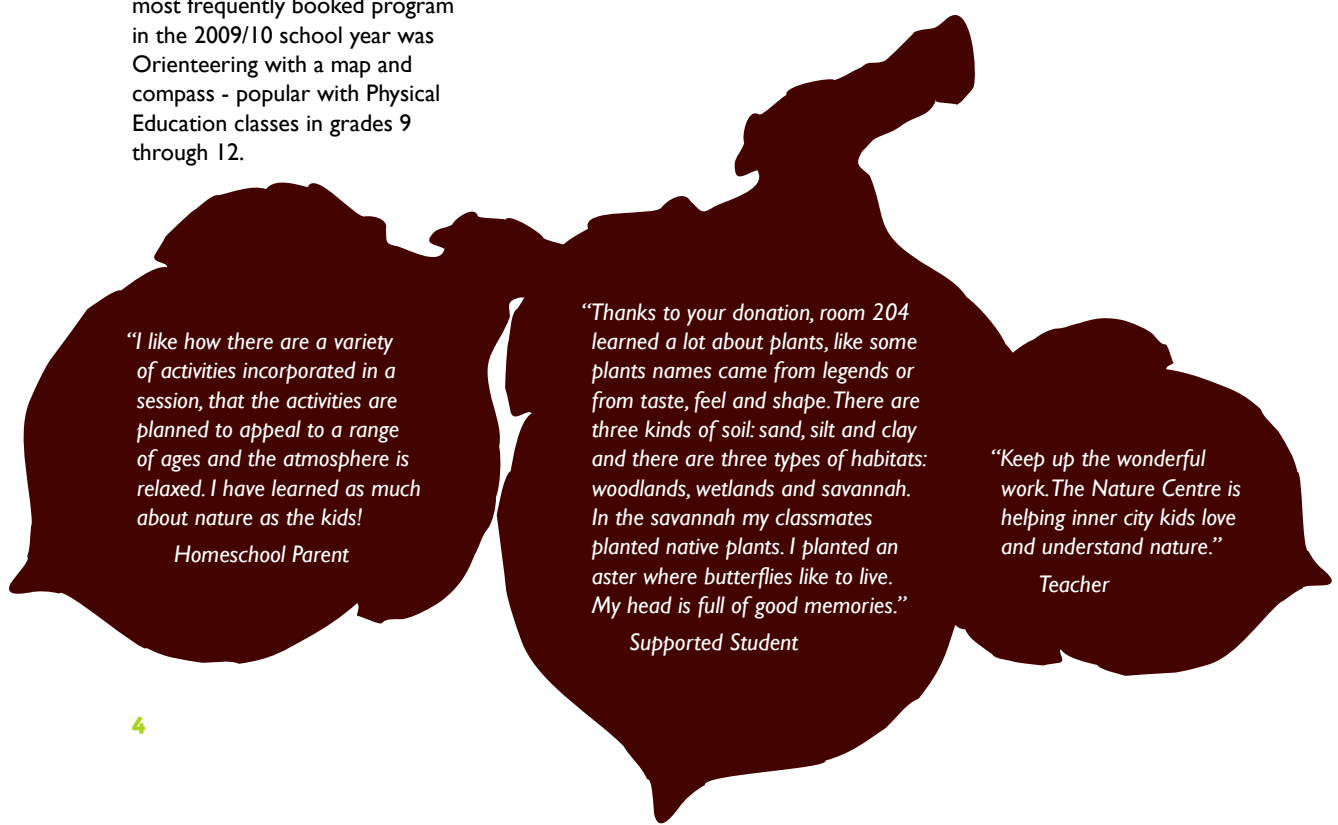 most frequently booked program
in the 2009/10 school year was
Orienteering with a map and
compass - popular with Physical
Education classes in grades 9
through 12.
“I like how there are a variety
of activities incorporated in a
session, that the activities are
planned to appeal to a range
of ages and the atmosphere is
relaxed. I have learned as much
about nature as the kids!
Homeschool Parent
“Thanks to your donation, room 204
learned a lot about plants, like some
plants names came from legends or
from taste, feel and shape. There are
three kinds of soil: sand, silt and clay
and there are three types of habitats:
woodlands, wetlands and savannah.
In the savannah my classmates
planted native plants. I planted an
aster where butterflies like to live.
My head is full of good memories.”
Supported Student
“Keep up the wonderful
work. The Nature Centre is
helping inner city kids love
and understand nature.”
Teacher
4